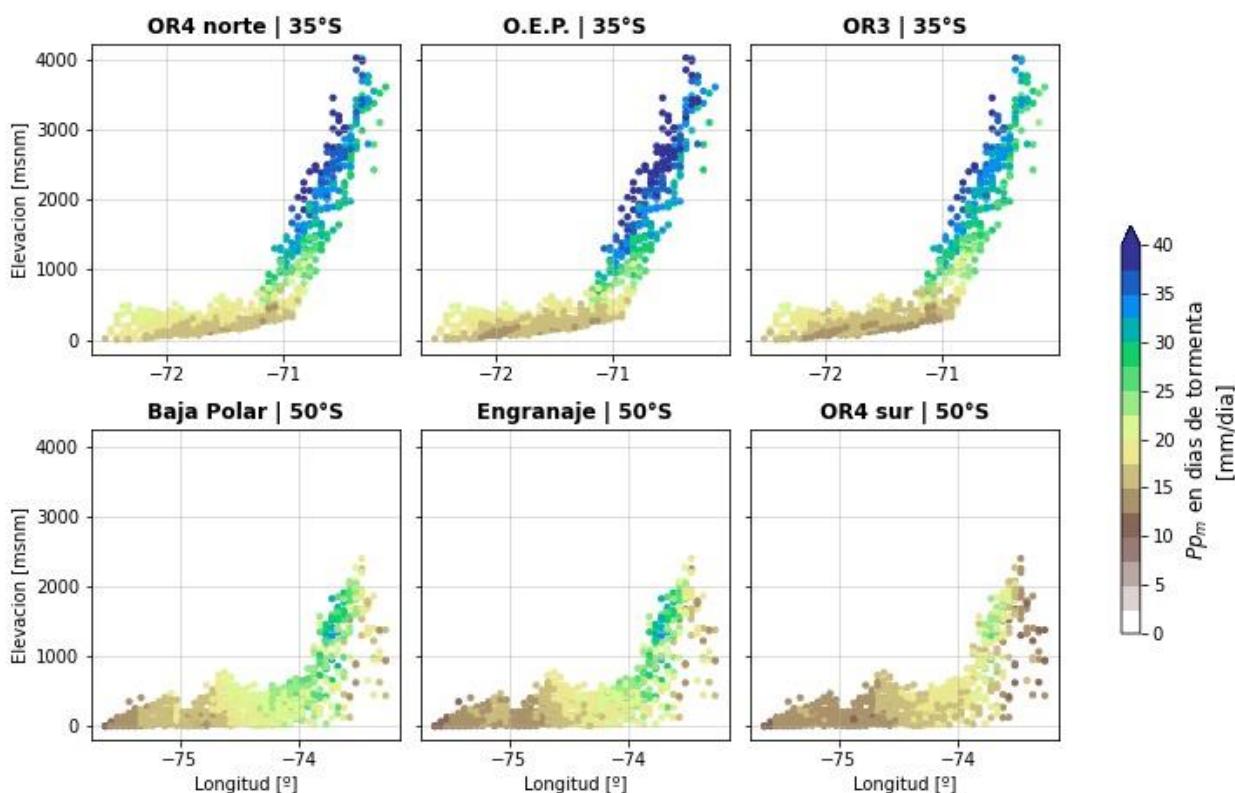 OR4 norte | 35°S
O.E.P. | 35°S
OR3 | 35°S
Elevacion [msnm]
4000
3000
2000
1000
0
−72
−71
−72
−71
−72
−71
Baja Polar | 50°S
Engranaje | 50°S
OR4 sur | 50°S
Elevacion [msnm]
4000
3000
2000
1000
0
−75
−74
−75
−74
−75
−74
Longitud [º]
Longitud [º]
Longitud [º]
40
35
30
25
20
15
10
5
0
Ppm en dias de tormenta
[mm/dia]